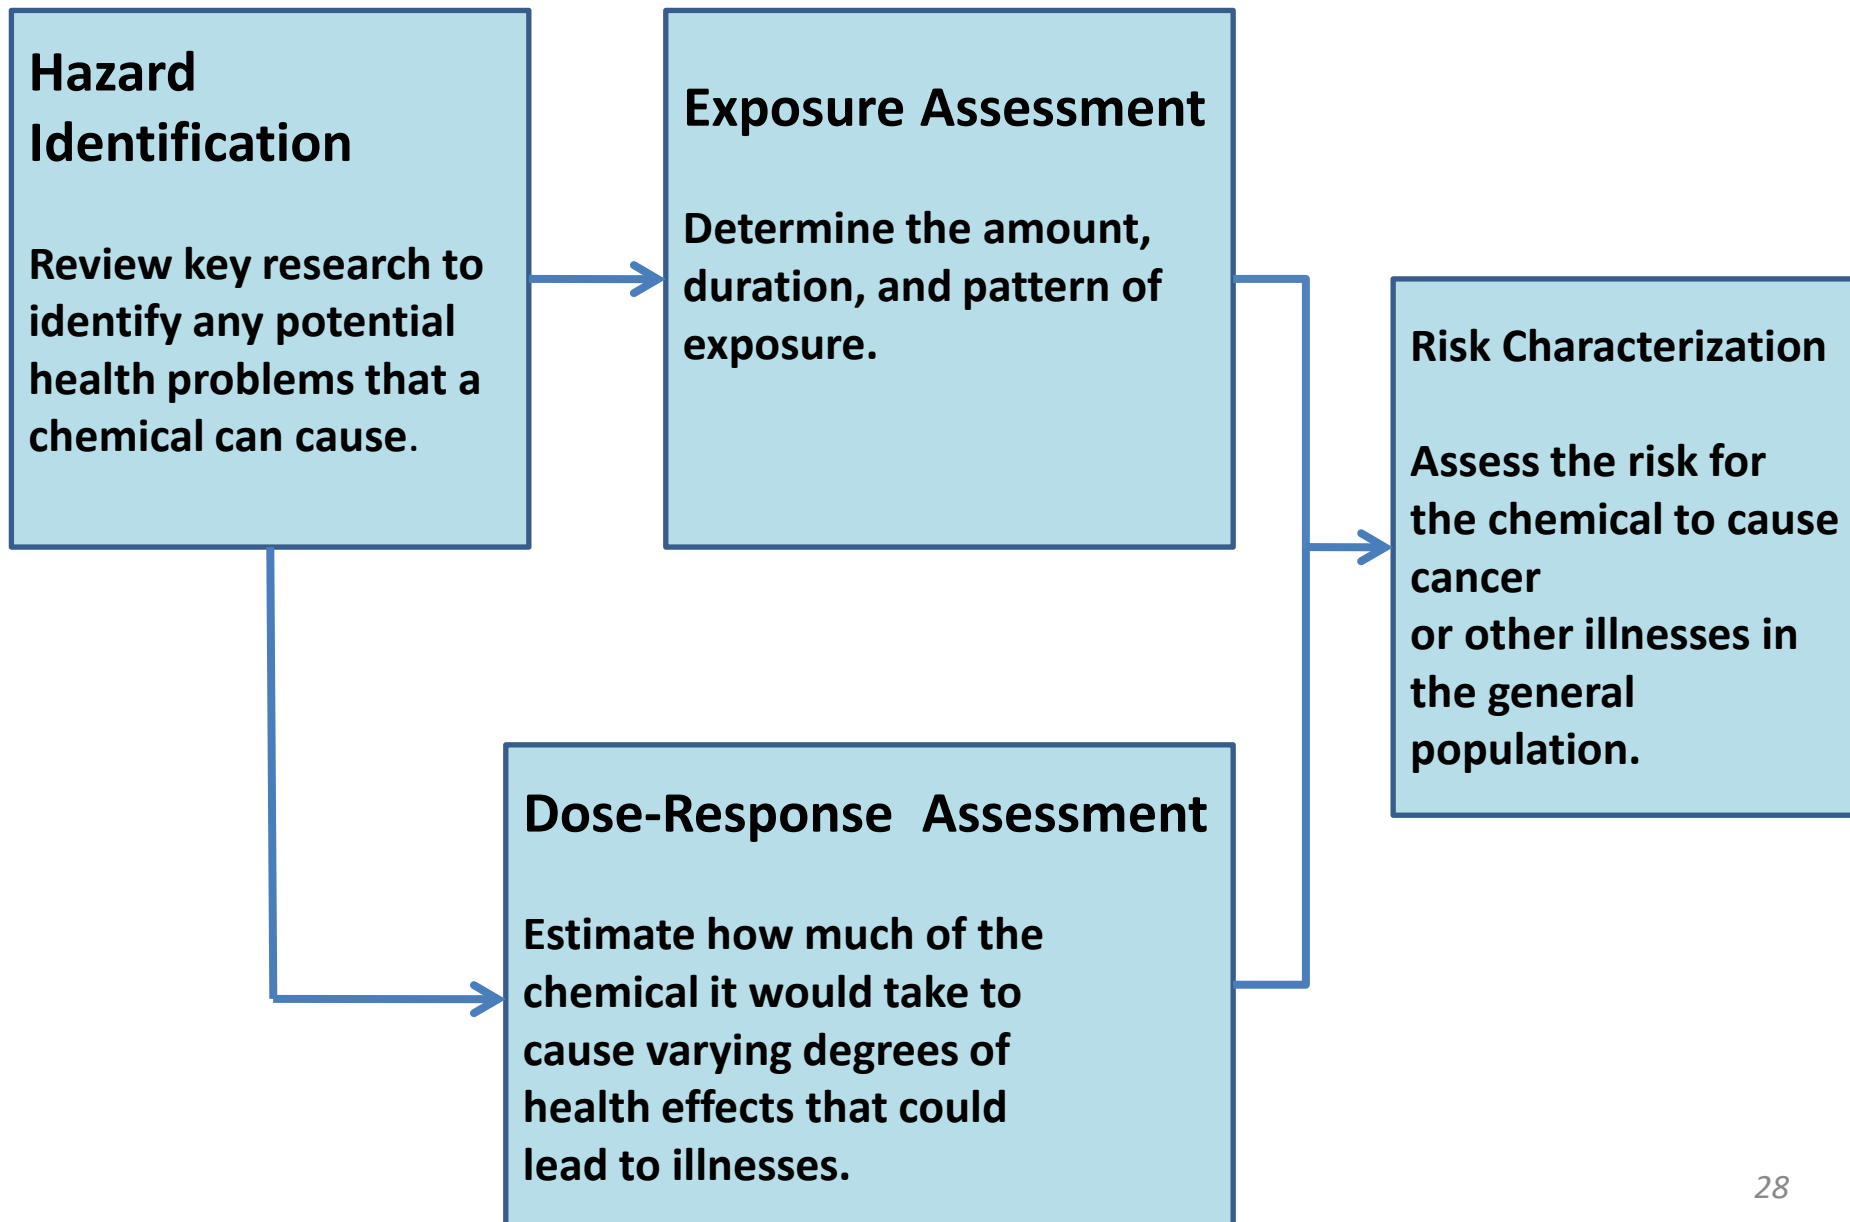 Hazard
Identification
Review key research to
identify any potential
health problems that a
chemical can cause.
Exposure Assessment
Determine the amount,
duration, and pattern of
exposure.
Risk Characterization
Assess the risk for
the chemical to cause
cancer
or other illnesses in
the general
population.
Dose-Response  Assessment
Estimate how much of the
chemical it would take to
cause varying degrees of
health effects that could
lead to illnesses.
28